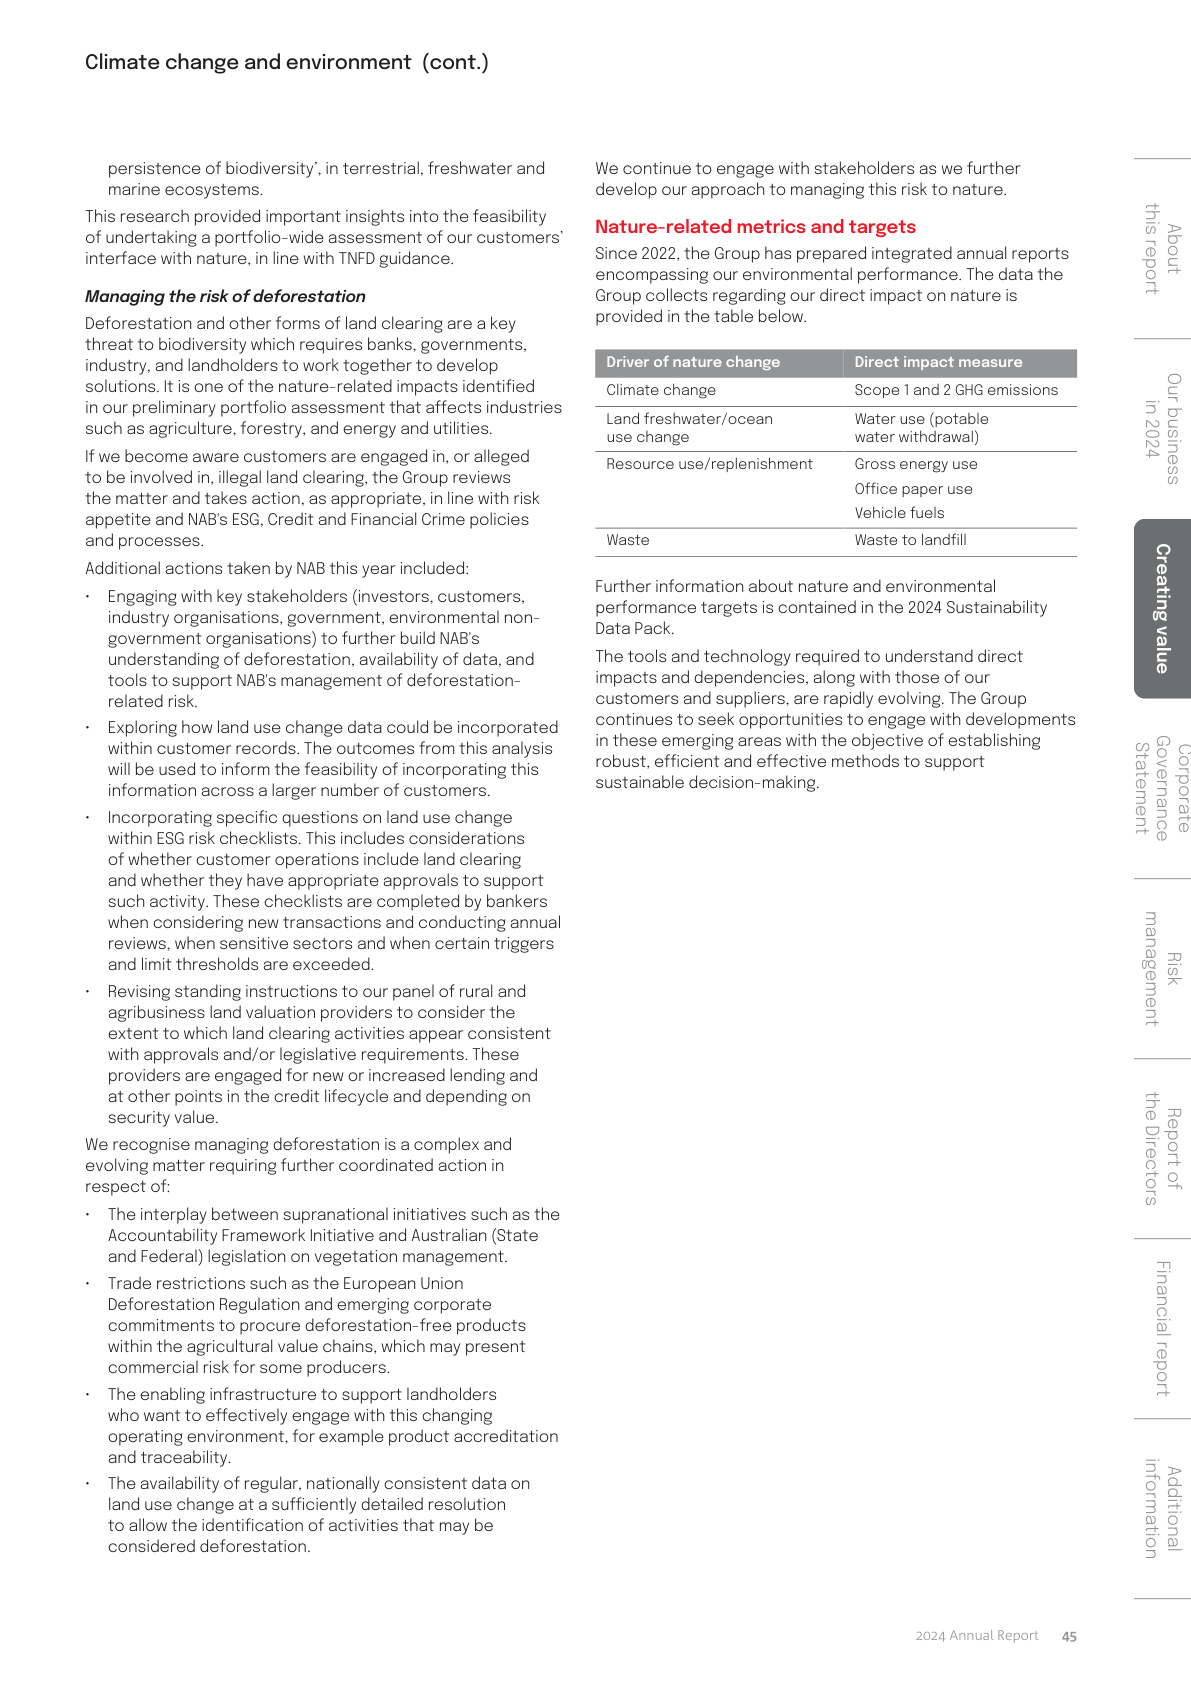 Climate change and environment (cont.)
persistence of biodiversity’, in terrestrial, freshwater and
marine ecosystems.
This research provided important insights into the feasibility
of undertaking a portfolio-wide assessment of our customers’
interface with nature, in line with TNFD guidance.
Managing the risk of deforestation
Deforestation and other forms of land clearing are a key
threat to biodiversity which requires banks, governments,
industry, and landholders to work together to develop
solutions. It is one of the nature-related impacts identified
in our preliminary portfolio assessment that affects industries
such as agriculture, forestry, and energy and utilities.
If we become aware customers are engaged in, or alleged
to be involved in, illegal land clearing, the Group reviews
the matter and takes action, as appropriate, in line with risk
appetite and NAB's ESG, Credit and Financial Crime policies
and processes.
Additional actions taken by NAB this year included:
• Engaging with key stakeholders (investors, customers,
industry organisations, government, environmental non-
government organisations) to further build NAB's
understanding of deforestation, availability of data, and
tools to support NAB's management of deforestation-
related risk.
• Exploring how land use change data could be incorporated
within customer records. The outcomes from this analysis
will be used to inform the feasibility of incorporating this
information across a larger number of customers.
• Incorporating specific questions on land use change
within ESG risk checklists. This includes considerations
of whether customer operations include land clearing
and whether they have appropriate approvals to support
such activity. These checklists are completed by bankers
when considering new transactions and conducting annual
reviews, when sensitive sectors and when certain triggers
and limit thresholds are exceeded.
• Revising standing instructions to our panel of rural and
agribusiness land valuation providers to consider the
extent to which land clearing activities appear consistent
with approvals and/or legislative requirements. These
providers are engaged for new or increased lending and
at other points in the credit lifecycle and depending on
security value.
We recognise managing deforestation is a complex and
evolving matter requiring further coordinated action in
respect of:
• The interplay between supranational initiatives such as the
Accountability Framework Initiative and Australian (State
and Federal) legislation on vegetation management.
• Trade restrictions such as the European Union
Deforestation Regulation and emerging corporate
commitments to procure deforestation-free products
within the agricultural value chains, which may present
commercial risk for some producers.
• The enabling infrastructure to support landholders
who want to effectively engage with this changing
operating environment, for example product accreditation
and traceability.
• The availability of regular, nationally consistent data on
land use change at a sufficiently detailed resolution
to allow the identification of activities that may be
considered deforestation.
We continue to engage with stakeholders as we further
develop our approach to managing this risk to nature.
Nature-related metrics and targets
Since 2022, the Group has prepared integrated annual reports
encompassing our environmental performance. The data the
Group collects regarding our direct impact on nature is
provided in the table below.
Driver of nature change Direct impact measure
Climate change Scope 1 and 2 GHG emissions
Land freshwater/ocean
use change
Water use (potable
water withdrawal)
Resource use/replenishment Gross energy use
Office paper use
Vehicle fuels
Waste Waste to landfill
Further information about nature and environmental
performance targets is contained in the 2024 Sustainability
Data Pack.
The tools and technology required to understand direct
impacts and dependencies, along with those of our
customers and suppliers, are rapidly evolving. The Group
continues to seek opportunities to engage with developments
in these emerging areas with the objective of establishing
robust, efficient and effective methods to support
sustainable decision-making.
About
this report
Our business
in 2024
Creating value
Corporate
Governance
Statement
Risk
management
Report of
the Directors
Financial report
Additional
information
2024 Annual Report 45